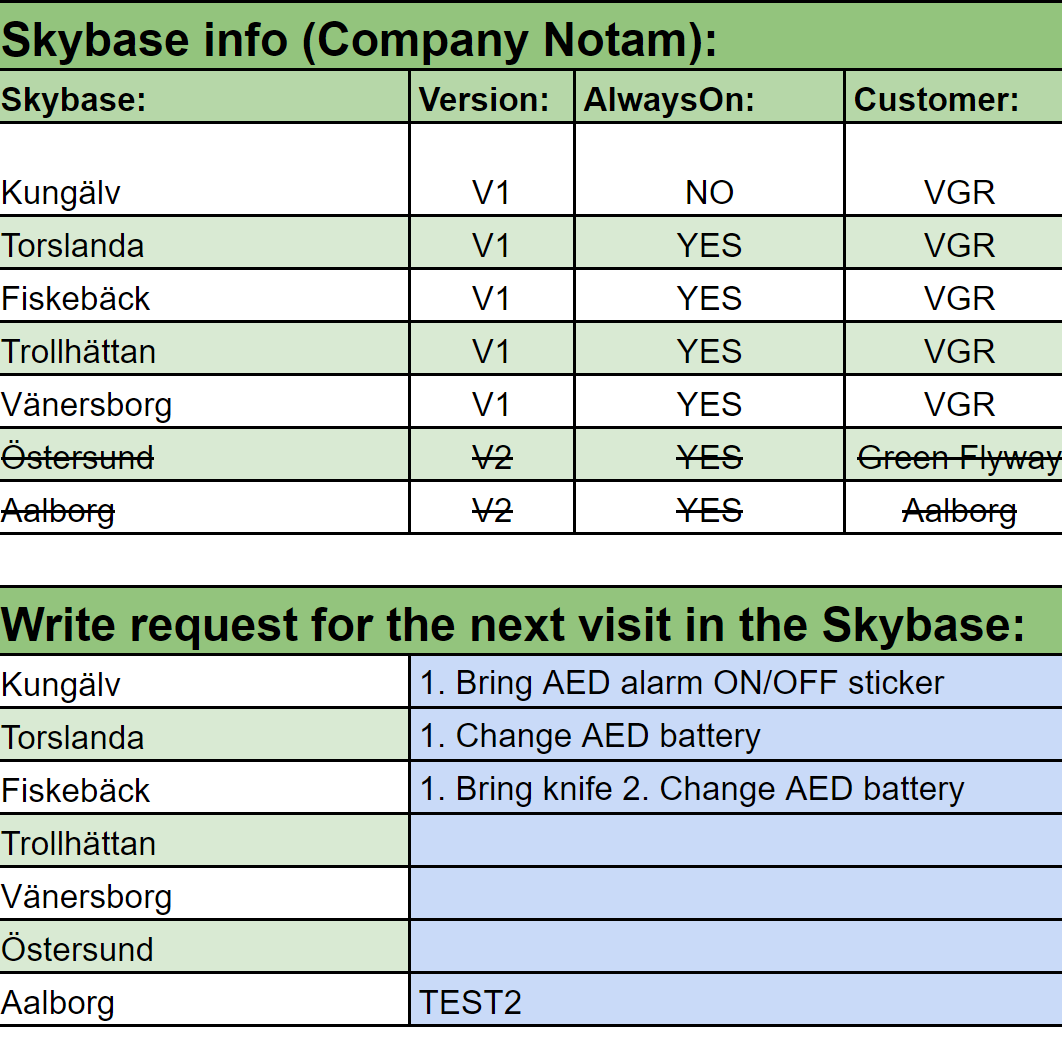 Skybase info (Company Notam):
Skybase: Version: AlwaysOn: Customer:
Kungälv V1 NO VGR
Torslanda V1 YES VGR
Fiskebäck V1 YES VGR
Trollhättan V1 YES VGR
Vänersborg V1 YES VGR
Östersund V2 YES Green Flyway
Aalborg V2 YES Aalborg
Write request for the next visit in the Skybase:
Kungälv 1. Bring AED alarm ON/OFF sticker
Torslanda 1. Change AED battery
Fiskebäck 1. Bring knife 2. Change AED battery
Trollhättan
Vänersborg
Östersund
Aalborg TEST2